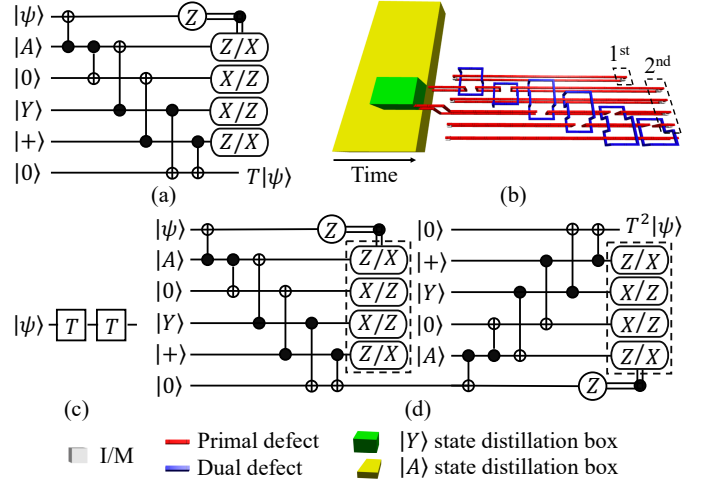 |ψ⟩ Z
|A⟩ Z/X
|0⟩ X/Z
|Y⟩ X/Z
|+⟩ Z/X
|0⟩ T|ψ⟩
(a)
1st
2nd
Time
(b)
|ψ⟩ T T
(c)
|ψ⟩ Z
|A⟩ Z/X
|0⟩ X/Z
|Y⟩ X/Z
|+⟩ Z/X
|0⟩
|0⟩ T²|ψ⟩
|+⟩ Z/X
|Y⟩ X/Z
|0⟩ X/Z
|A⟩ Z/X
Z
(d)
I/M
Primal defect
Dual defect
|Y⟩ state distillation box
|A⟩ state distillation box